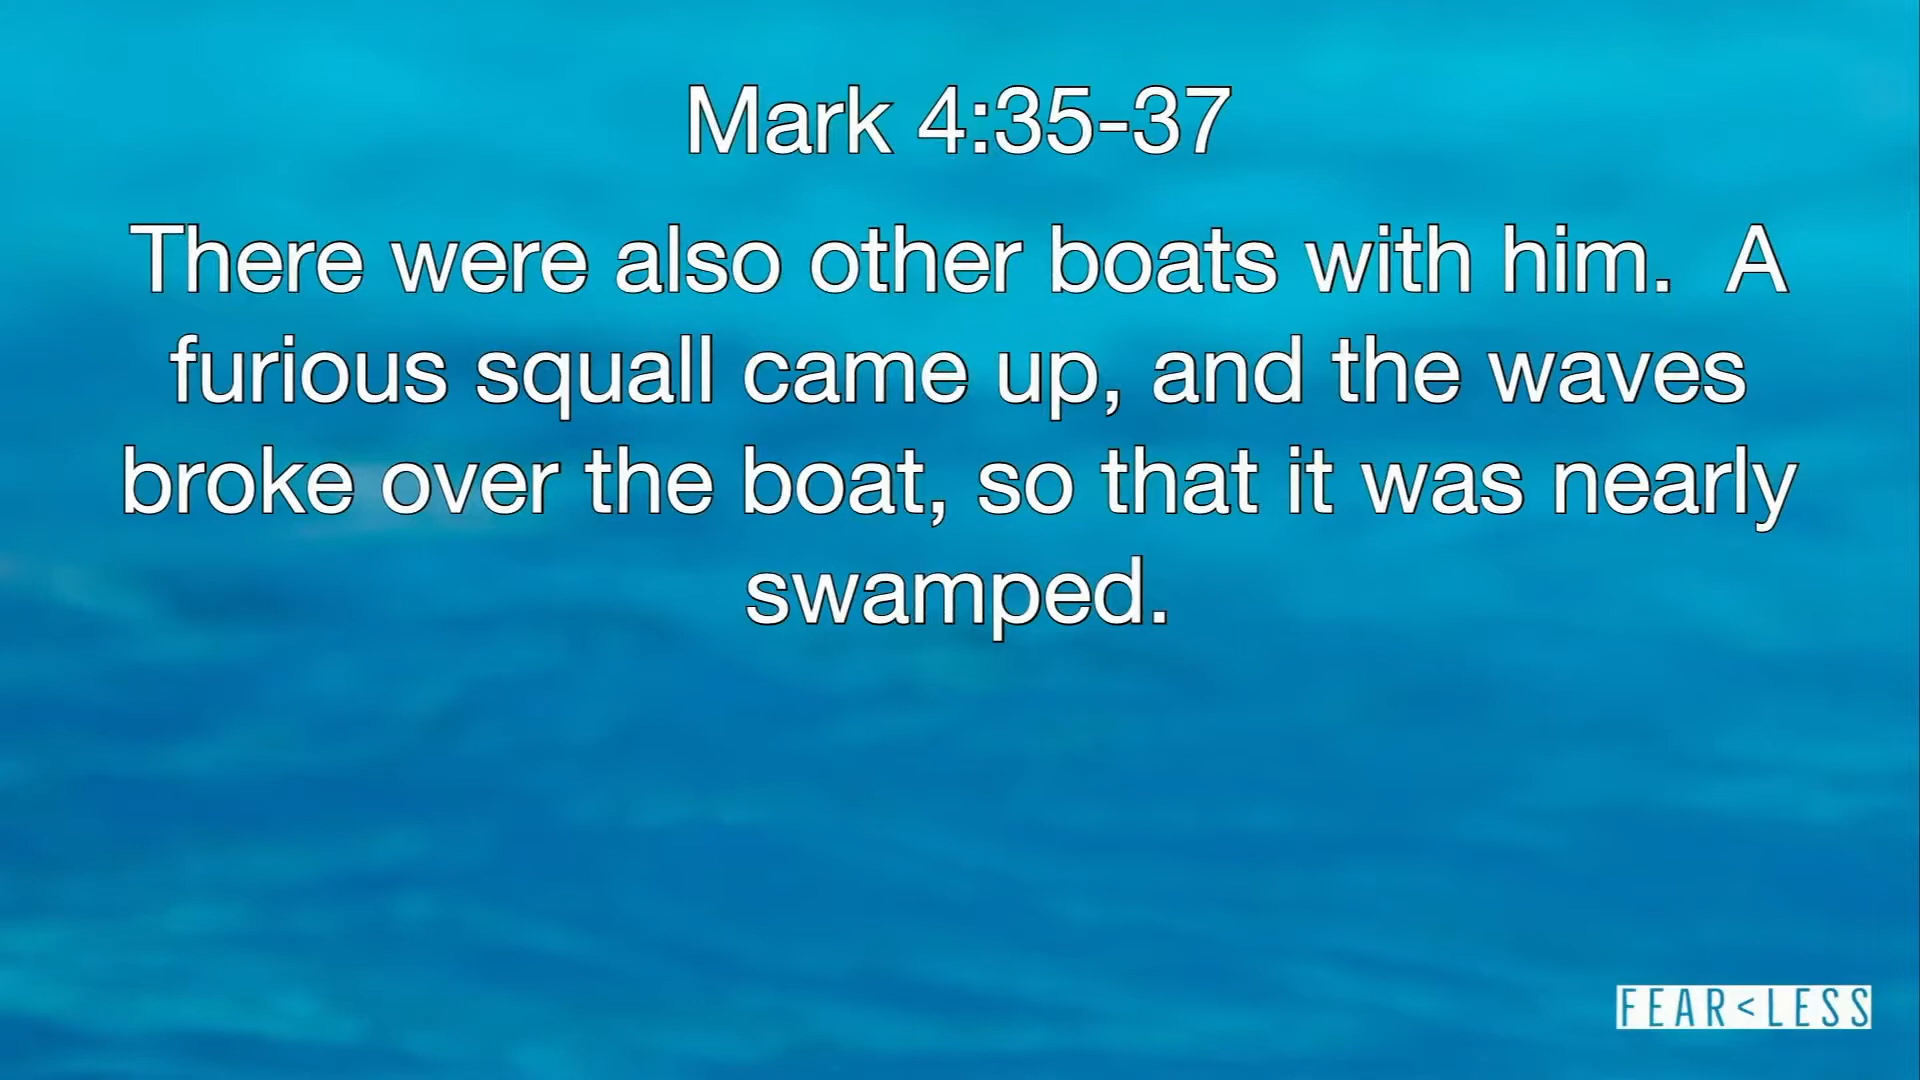 Mark 4:35-37
There were also other boats with him.  A
furious squall came up, and the waves
broke over the boat, so that it was nearly
swamped.
FEAR<LESS